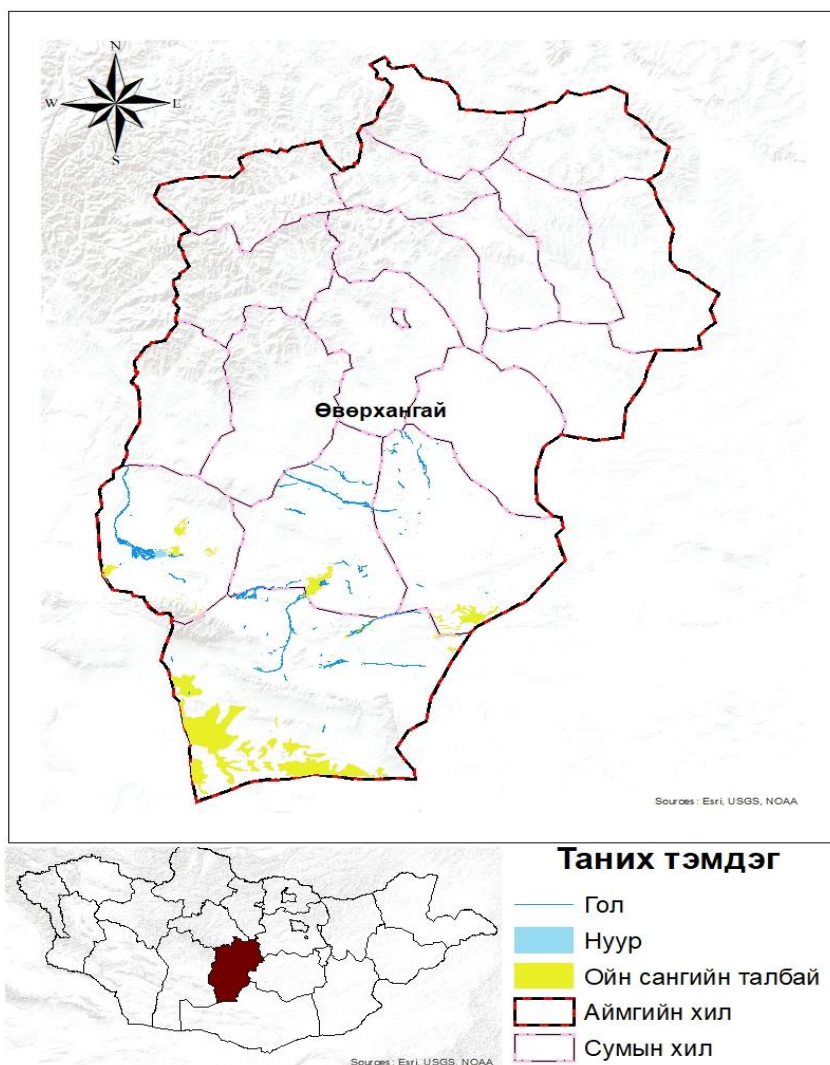 N
W E
S
Өвөрхангай
Sources: Esri, USGS, NOAA
Таних тэмдэг
Гол
Нуур
Ойн сангийн талбай
Аймгийн хил
Сумын хил
Sources: Esri, USGS, NOAA